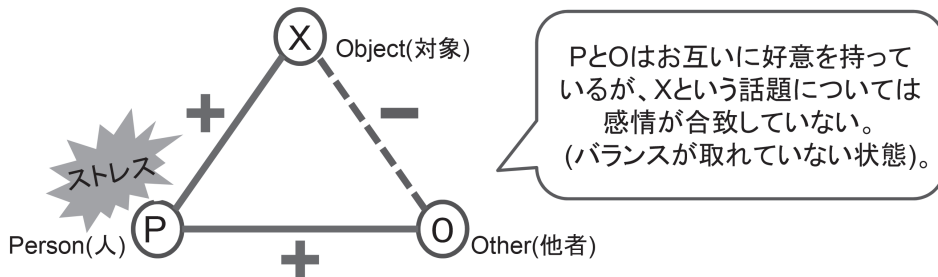 X
Object(対象)
+
−
ストレス
P
Person(人)
+
O
Other(他者)
PとOはお互いに好意を持って
いるが、Xという話題については
感情が合致していない。
(バランスが取れていない状態)。